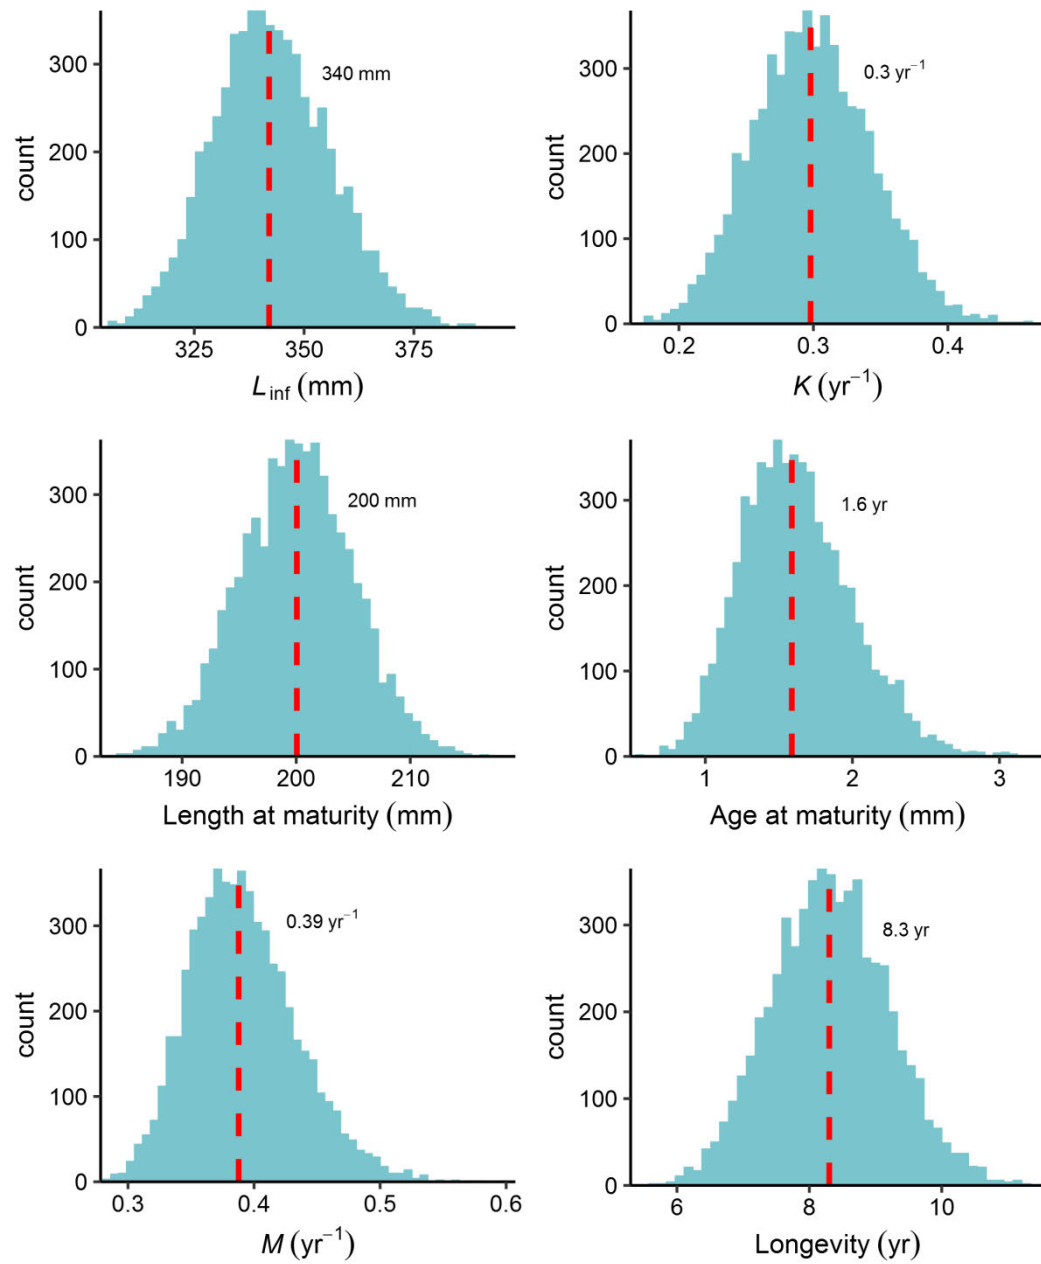 300
200
100
0
count
340 mm
325
350
375
L inf (mm)
300
200
100
0
count
0.3 yr⁻¹
0.2
0.3
0.4
K (yr⁻¹)
300
200
100
0
count
200 mm
190
200
210
Length at maturity (mm)
300
200
100
0
count
1.6 yr
1
2
3
Age at maturity (mm)
300
200
100
0
count
0.39 yr⁻¹
0.3
0.4
0.5
0.6
M (yr⁻¹)
300
200
100
0
count
8.3 yr
6
8
10
Longevity (yr)